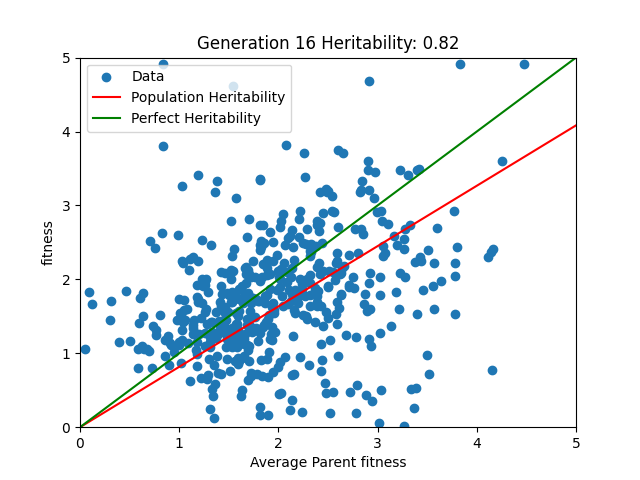 Generation 16 Heritability: 0.82
Data
Population Heritability
Perfect Heritability
5
4
3
2
1
0
fitness
0 1 2 3 4 5
Average Parent fitness